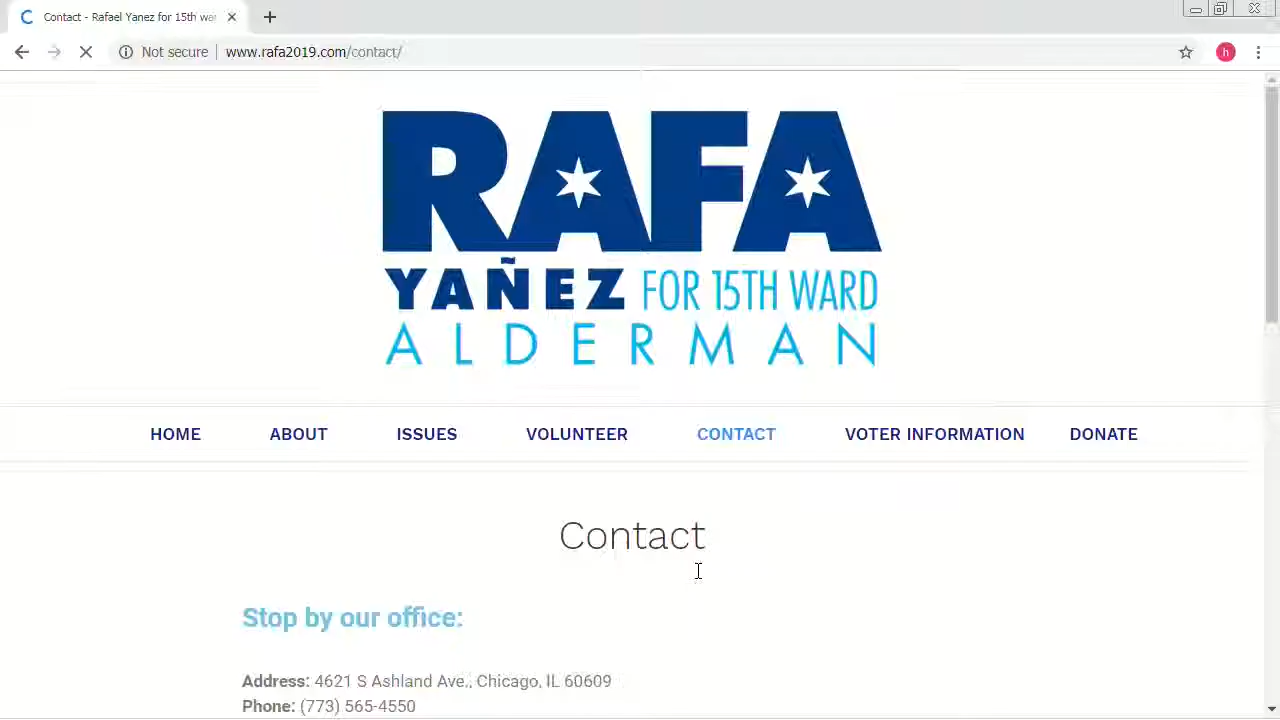 Contact - Rafael Yanez for 15th war
Not secure | www.rafa2019.com/contact/
h
RAFA
YAÑEZ FOR 15TH WARD
ALDERMAN
HOME ABOUT ISSUES VOLUNTEER CONTACT VOTER INFORMATION DONATE
Contact
Stop by our office:
Address: 4621 S Ashland Ave., Chicago, IL 60609
Phone: (773) 565-4550